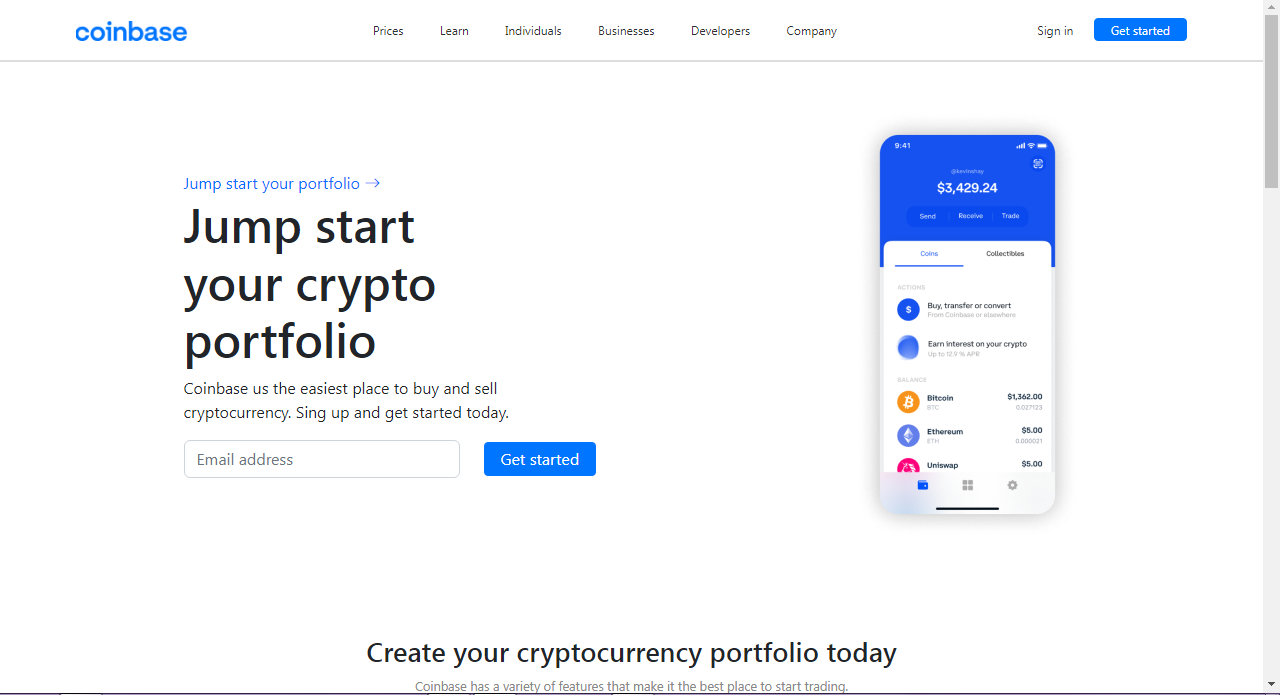 coinbase
Prices Learn Individuals Businesses Developers Company Sign in Get started
Jump start your portfolio →
Jump start
your crypto
portfolio
Coinbase us the easiest place to buy and sell
cryptocurrency. Sing up and get started today.
Email address Get started
9:41
@kevinshay
$3,429.24
Send Receive Trade
Coins Collectibles
ACTIONS
$ Buy, transfer or convert
From Coinbase or elsewhere
Earn interest on your crypto
Up to 12.9 % APR
BALANCE
Bitcoin $1,362.00
BTC 0.027123
Ethereum $5.00
ETH 0.000021
Uniswap $5.00
Create your cryptocurrency portfolio today
Coinbase has a variety of features that make it the best place to start trading.